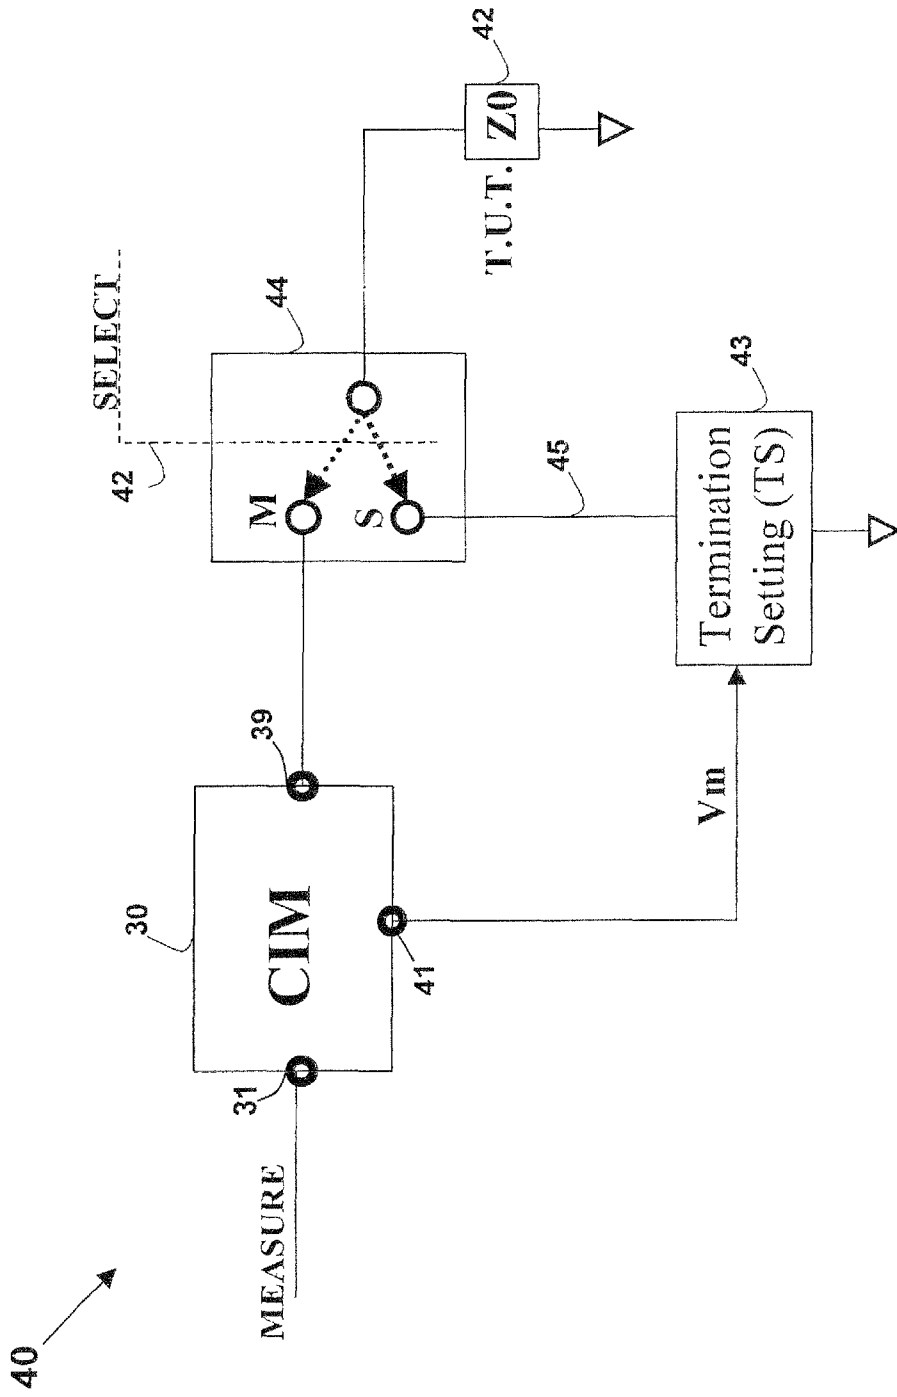 40
MEASURE
31
30
CIM
39
41
Vm
SELECT
42
44
M
S
45
43
Termination
Setting (TS)
42
Z0
T.U.T.